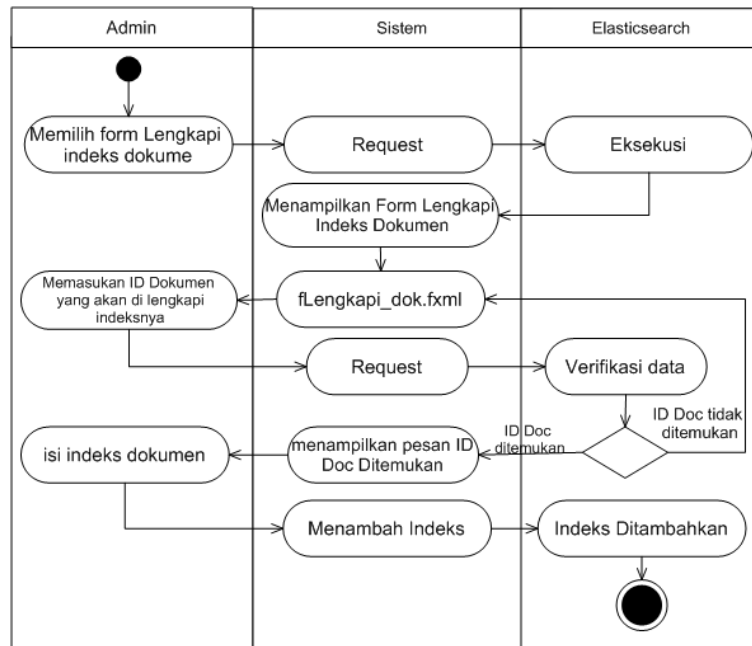 Admin
Sistem
Elasticsearch
Memilih form Lengkapi
indeks dokume
Request
Eksekusi
Menampilkan Form Lengkapi
Indeks Dokumen
fLengkapi_dok.fxml
Memasukan ID Dokumen
yang akan di lengkapi
indeksnya
Request
Verifikasi data
ID Doc tidak
ditemukan
ID Doc
ditemukan
menampilkan pesan ID
Doc Ditemukan
isi indeks dokumen
Menambah Indeks
Indeks Ditambahkan